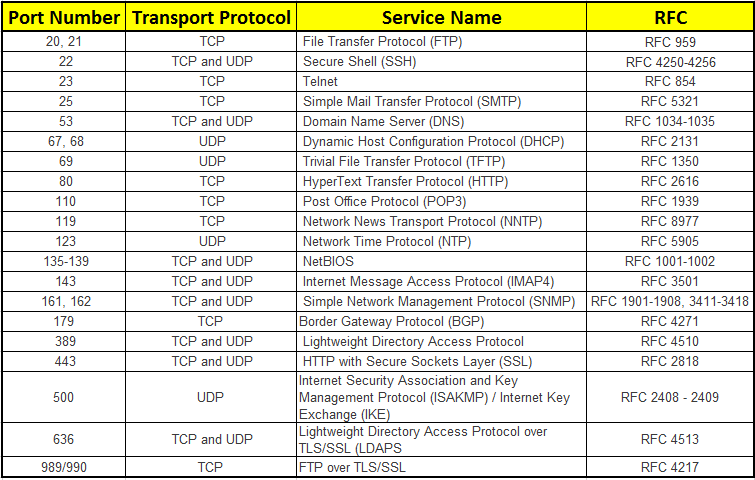 Port Number Transport Protocol Service Name RFC
20, 21 TCP File Transfer Protocol (FTP) RFC 959
22 TCP and UDP Secure Shell (SSH) RFC 4250-4256
23 TCP Telnet RFC 854
25 TCP Simple Mail Transfer Protocol (SMTP) RFC 5321
53 TCP and UDP Domain Name Server (DNS) RFC 1034-1035
67, 68 UDP Dynamic Host Configuration Protocol (DHCP) RFC 2131
69 UDP Trivial File Transfer Protocol (TFTP) RFC 1350
80 TCP HyperText Transfer Protocol (HTTP) RFC 2616
110 TCP Post Office Protocol (POP3) RFC 1939
119 TCP Network News Transport Protocol (NNTP) RFC 8977
123 UDP Network Time Protocol (NTP) RFC 5905
135-139 TCP and UDP NetBIOS RFC 1001-1002
143 TCP and UDP Internet Message Access Protocol (IMAP4) RFC 3501
161, 162 TCP and UDP Simple Network Management Protocol (SNMP) RFC 1901-1908, 3411-3418
179 TCP Border Gateway Protocol (BGP) RFC 4271
389 TCP and UDP Lightweight Directory Access Protocol RFC 4510
443 TCP and UDP HTTP with Secure Sockets Layer (SSL) RFC 2818
500 UDP Internet Security Association and Key
Management Protocol (ISAKMP) / Internet Key
Exchange (IKE) RFC 2408 - 2409
636 TCP and UDP Lightweight Directory Access Protocol over
TLS/SSL (LDAPS RFC 4513
989/990 TCP FTP over TLS/SSL RFC 4217